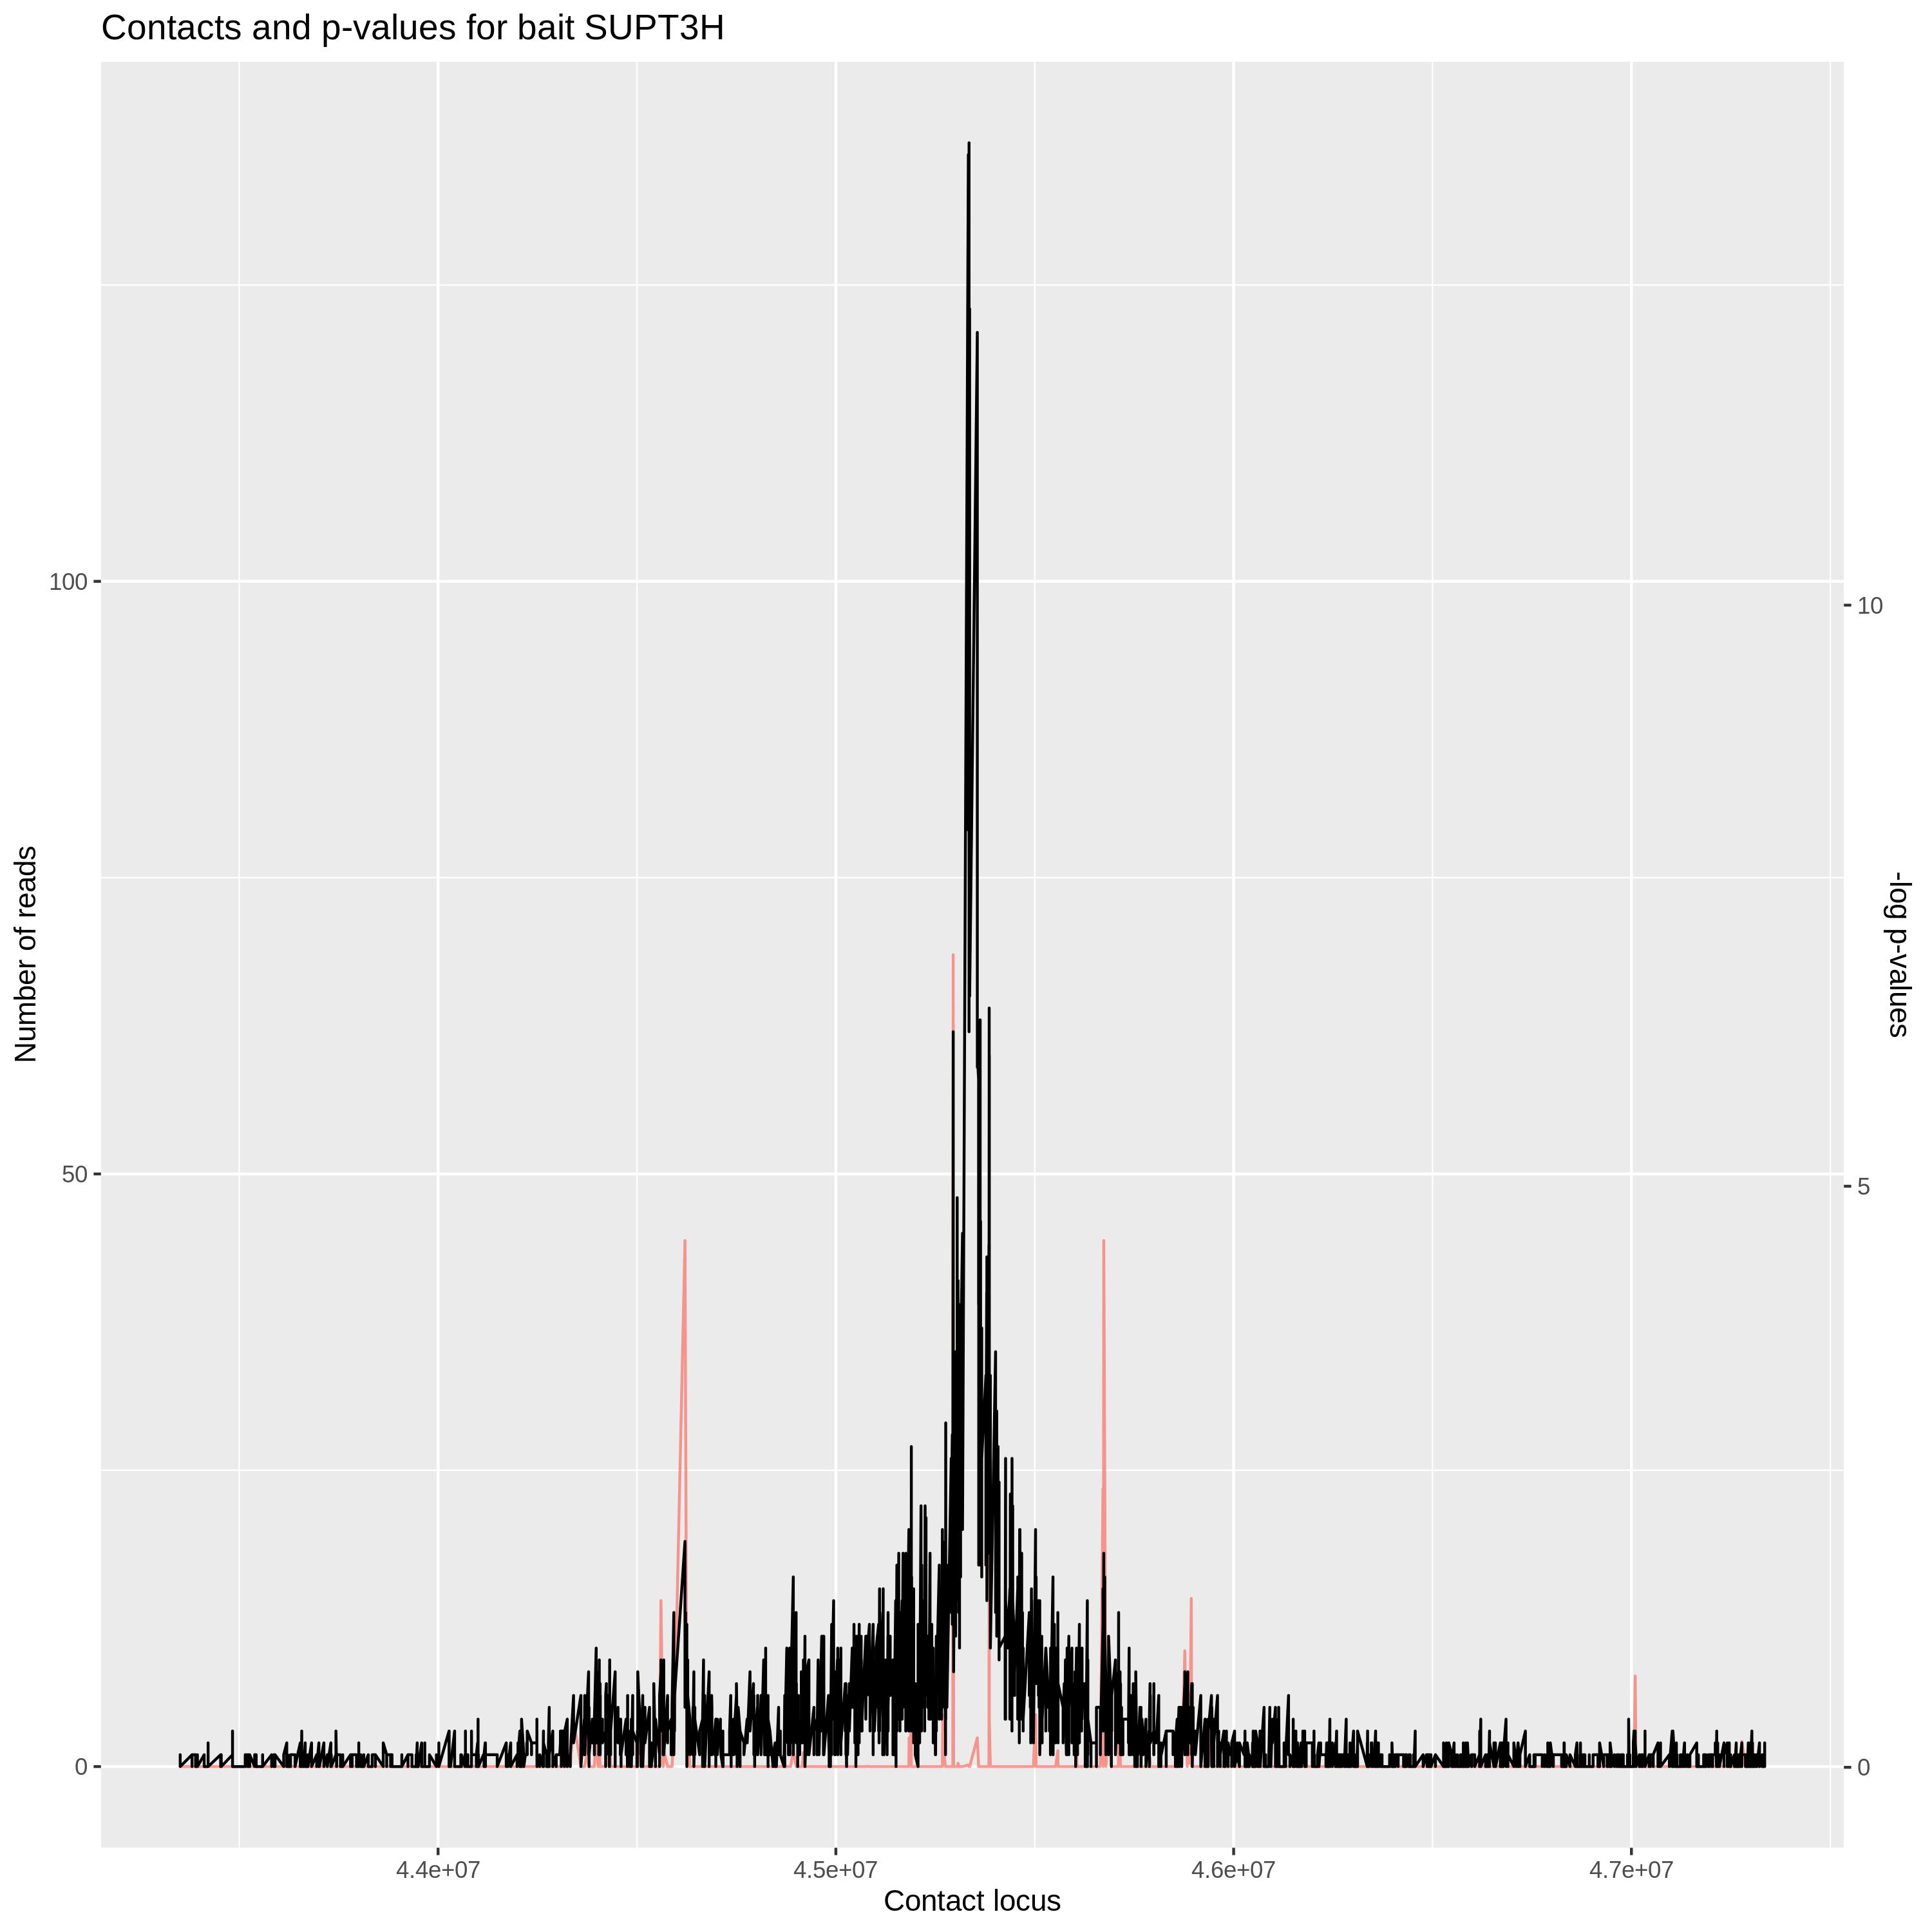 Contacts and p-values for bait SUPT3H
100
50
0
Number of reads
10
5
0
-log p-values
4.4e+07
4.5e+07
4.6e+07
4.7e+07
Contact locus